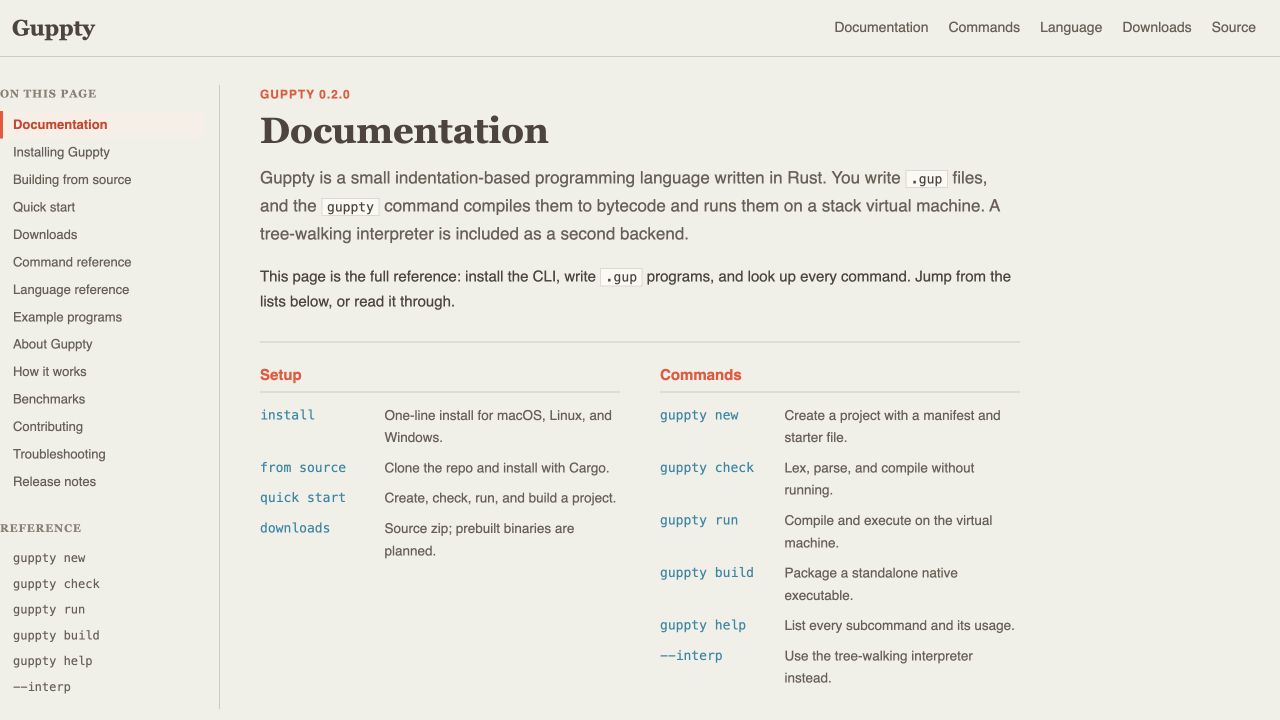 Guppty
Documentation Commands Language Downloads Source
ON THIS PAGE
Documentation
Installing Guppty
Building from source
Quick start
Downloads
Command reference
Language reference
Example programs
About Guppty
How it works
Benchmarks
Contributing
Troubleshooting
Release notes
REFERENCE
guppty new
guppty check
guppty run
guppty build
guppty help
--interp
GUPPTY 0.2.0
Documentation
Guppty is a small indentation-based programming language written in Rust. You write .gup files,
and the guppty command compiles them to bytecode and runs them on a stack virtual machine. A
tree-walking interpreter is included as a second backend.
This page is the full reference: install the CLI, write .gup programs, and look up every command. Jump from the
lists below, or read it through.
Setup
install One-line install for macOS, Linux, and
Windows.
from source Clone the repo and install with Cargo.
quick start Create, check, run, and build a project.
downloads Source zip; prebuilt binaries are
planned.
Commands
guppty new Create a project with a manifest and
starter file.
guppty check Lex, parse, and compile without
running.
guppty run Compile and execute on the virtual
machine.
guppty build Package a standalone native
executable.
guppty help List every subcommand and its usage.
--interp Use the tree-walking interpreter
instead.